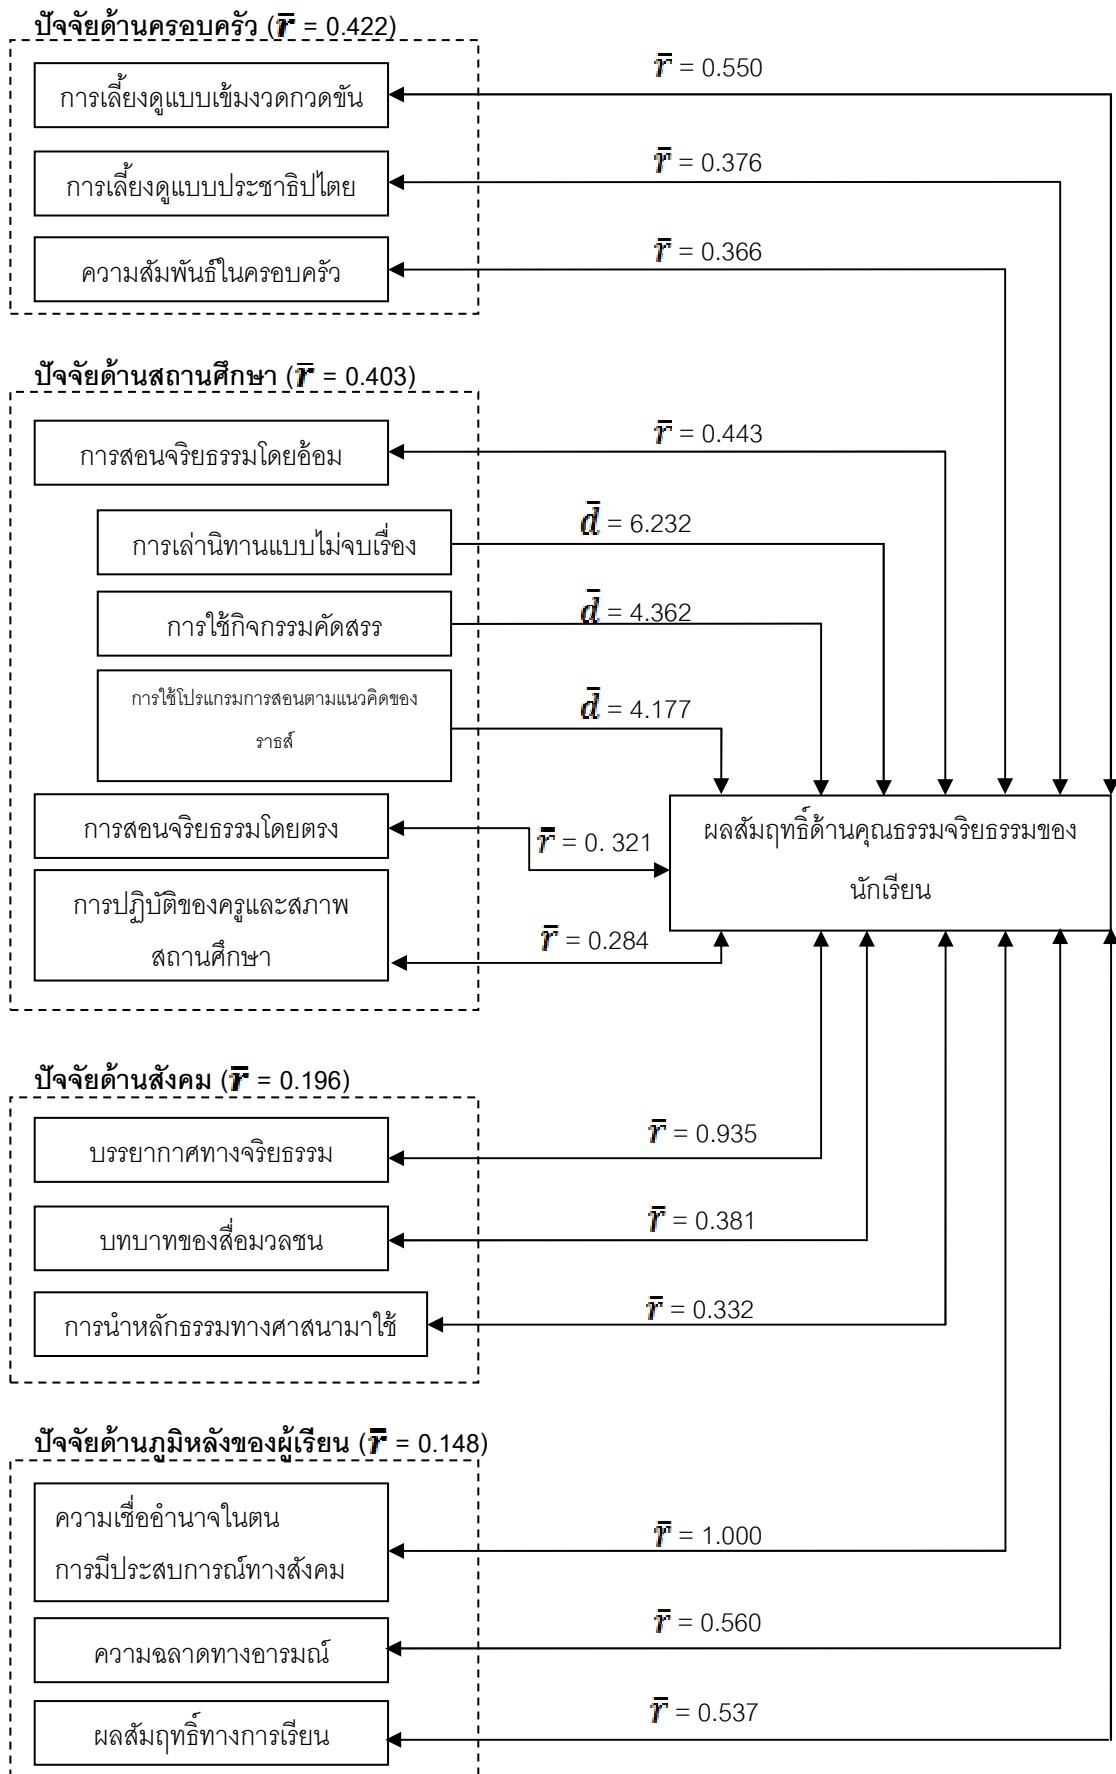 ปัจจัยด้านครอบครัว (r̄ = 0.422)
r̄ = 0.550
การเลี้ยงดูแบบเข้มงวดกวดขัน
r̄ = 0.376
การเลี้ยงดูแบบประชาธิปไตย
r̄ = 0.366
ความสัมพันธ์ในครอบครัว
ปัจจัยด้านสถานศึกษา (r̄ = 0.403)
r̄ = 0.443
การสอนจริยธรรมโดยอ้อม
d̄ = 6.232
การเล่านิทานแบบไม่จบเรื่อง
d̄ = 4.362
การใช้กิจกรรมคัดสรร
d̄ = 4.177
การใช้โปรแกรมการสอนตามแนวคิดของ
ราธส์
การสอนจริยธรรมโดยตรง
r̄ = 0. 321
ผลสัมฤทธิ์ด้านคุณธรรมจริยธรรมของ
นักเรียน
การปฏิบัติของครูและสภาพ
สถานศึกษา
r̄ = 0.284
ปัจจัยด้านสังคม (r̄ = 0.196)
r̄ = 0.935
บรรยากาศทางจริยธรรม
r̄ = 0.381
บทบาทของสื่อมวลชน
r̄ = 0.332
การนำหลักธรรมทางศาสนามาใช้
ปัจจัยด้านภูมิหลังของผู้เรียน (r̄ = 0.148)
ความเชื่ออำนาจในตน
การมีประสบการณ์ทางสังคม
r̄ = 1.000
r̄ = 0.560
ความฉลาดทางอารมณ์
r̄ = 0.537
ผลสัมฤทธิ์ทางการเรียน